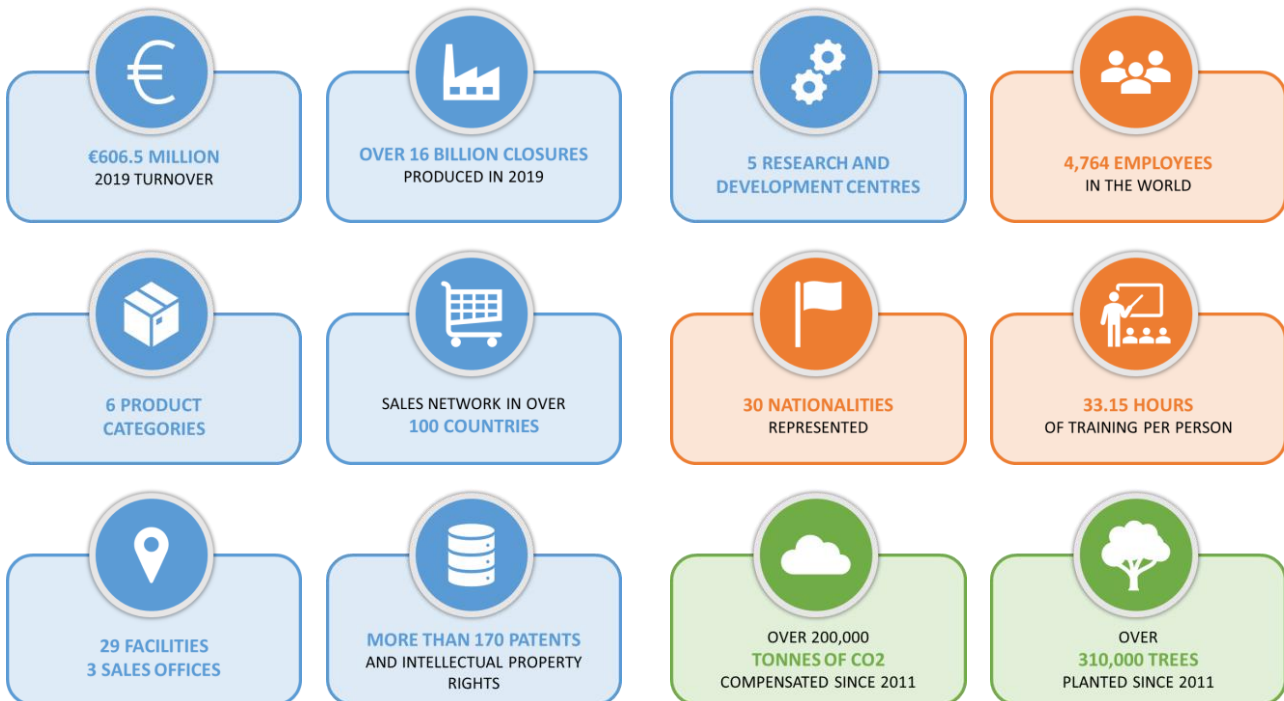 €606.5 MILLION
2019 TURNOVER
OVER 16 BILLION CLOSURES
PRODUCED IN 2019
5 RESEARCH AND
DEVELOPMENT CENTRES
4,764 EMPLOYEES
IN THE WORLD
6 PRODUCT
CATEGORIES
SALES NETWORK IN OVER
100 COUNTRIES
30 NATIONALITIES
REPRESENTED
33.15 HOURS
OF TRAINING PER PERSON
29 FACILITIES
3 SALES OFFICES
MORE THAN 170 PATENTS
AND INTELLECTUAL PROPERTY
RIGHTS
OVER 200,000
TONNES OF CO2
COMPENSATED SINCE 2011
OVER
310,000 TREES
PLANTED SINCE 2011